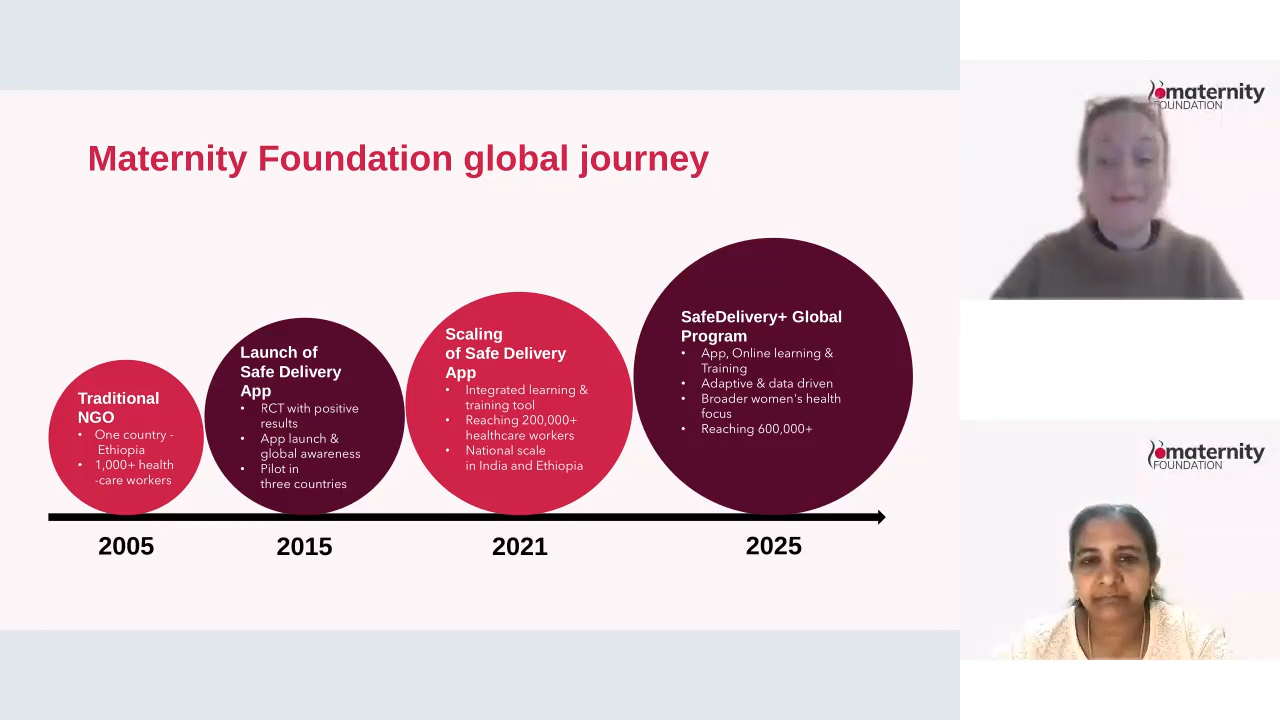 Maternity Foundation global journey
Traditional
NGO
• One country -
Ethiopia
• 1,000+ health
-care workers
Launch of
Safe Delivery
App
• RCT with positive
results
• App launch &
global awareness
• Pilot in
three countries
Scaling
of Safe Delivery
App
• Integrated learning &
training tool
• Reaching 200,000+
healthcare workers
• National scale
in India and Ethiopia
SafeDelivery+ Global
Program
• App, Online learning &
Training
• Adaptive & data driven
• Broader women's health
focus
• Reaching 600,000+
2005
2015
2021
2025
maternity
FOUNDATION
maternity
FOUNDATION